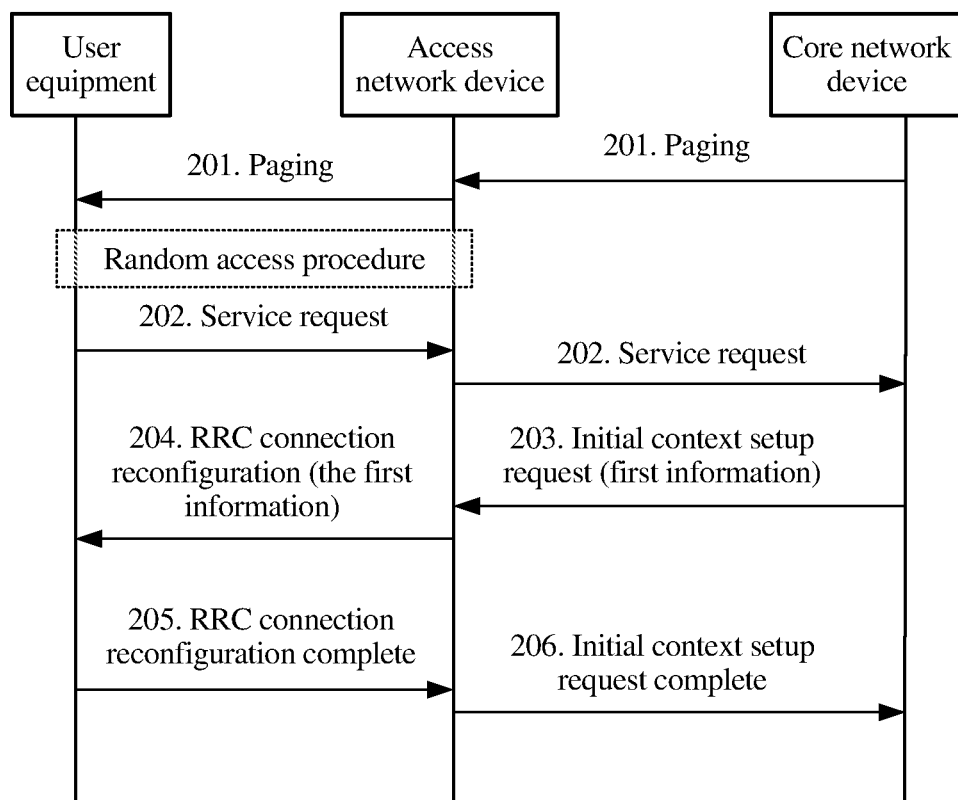 User
equipment
Access
network device
Core network
device
201. Paging
201. Paging
Random access procedure
202. Service request
202. Service request
203. Initial context setup
request (first information)
204. RRC connection
reconfiguration (the first
information)
205. RRC connection
reconfiguration complete
206. Initial context setup
request complete